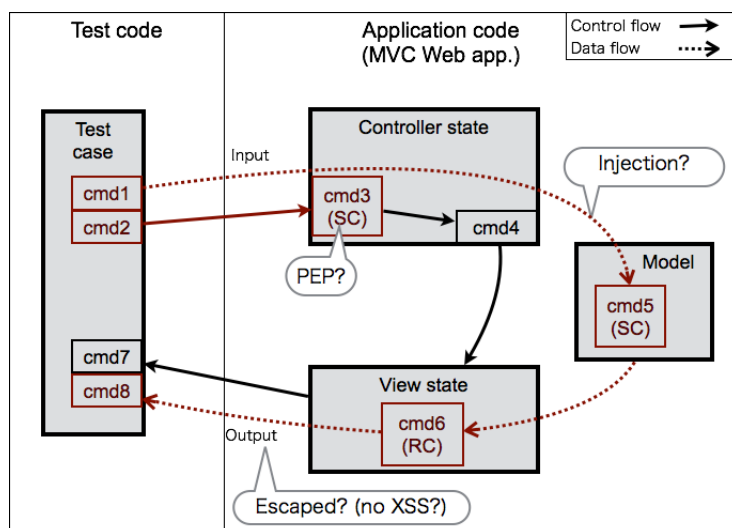 Test code
Application code
(MVC Web app.)
Control flow
Data flow
Test
case
cmd1
cmd2
cmd7
cmd8
Input
Controller state
cmd3
(SC)
cmd4
PEP?
Injection?
Model
cmd5
(SC)
View state
cmd6
(RC)
Output
Escaped? (no XSS?)